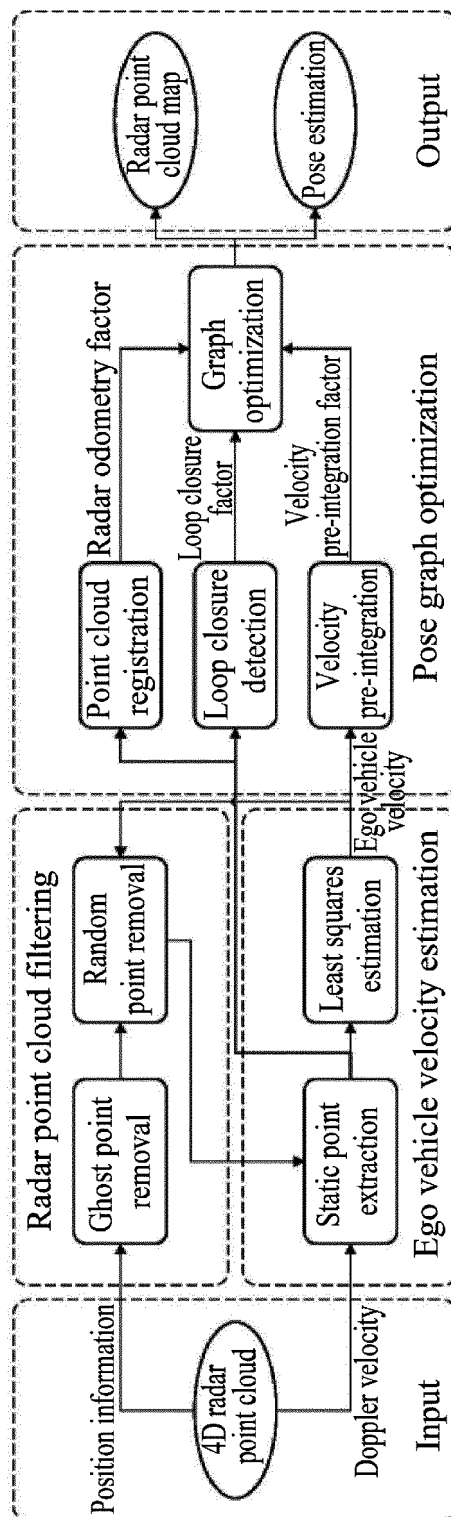 Position information
4D radar
point cloud
Doppler velocity
Input
Radar point cloud filtering
Ghost point
removal
Random
point removal
Static point
extraction
Least squares
estimation
Ego vehicle
velocity
Ego vehicle velocity estimation
Point cloud
registration
Radar odometry factor
Loop closure
detection
Loop closure
factor
Velocity
pre-integration
Velocity
pre-integration factor
Graph
optimization
Pose graph optimization
Radar point
cloud map
Pose estimation
Output